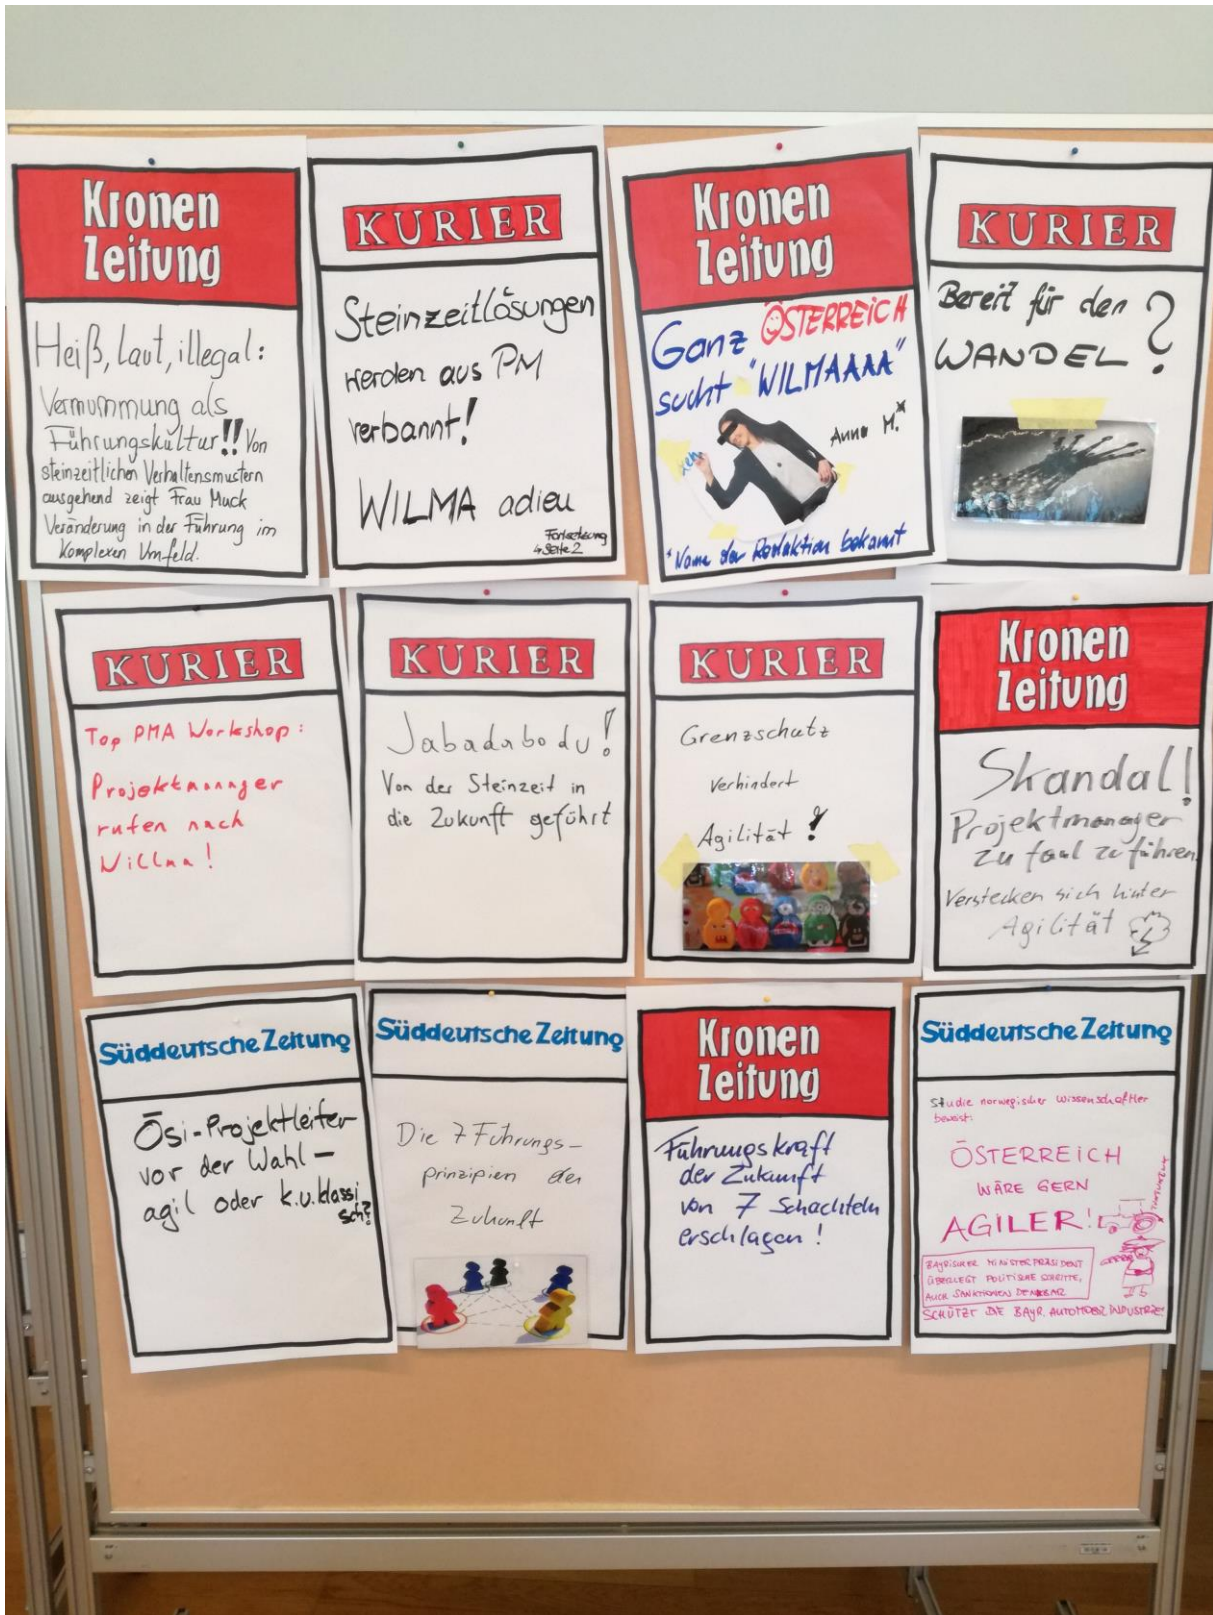 Kronen
Zeitung
Heiß, Laut, illegal:
Vermummung als
Führungskultur!! Von
steinzeitlichen Verhaltensmustern
ausgehend zeigt Frau Muck
Veränderung in der Führung im
Komplexen Umfeld.
KURIER
Steinzeitlösungen
werden aus PM
verbannt!
WILMA adieu
Fortsetzung
Seite 2
Kronen
Zeitung
Ganz ÖSTERREiCH
sucht "WILMAAAA"
Anna M.*
*Name der Redaktion bekannt
KURIER
Bereit für den
WANDEL?
KURIER
Top PMA Workshop:
Projektmanager
rufen nach
Willma!
KURIER
Jabadabodu!
Von der Steinzeit in
die Zukunft geführt
KURIER
Grenzschutz
verhindert
Agilität!
Kronen
Zeitung
Skandal!
Projektmanager
zu faul zu führen.
Verstecken sich hinter
Agilität
Süddeutsche Zeitung
Ösi-Projektleiter
vor der Wahl –
agil oder k.u.klassi
sch?
Süddeutsche Zeitung
Die 7 Führungs-
prinzipien der
Zukunft
Kronen
Zeitung
Führungskraft
der Zukunft
von 7 Schachteln
erschlagen!
Süddeutsche Zeitung
Studie norwegischer Wissenschaftler
beweist:
ÖSTERREiCH
WÄRE GERN
AGILER!
BAYRISCHER MINISTERPRÄSIDENT
ÜBERLEGT POLITISCHE SCHRITTE,
AUCH SANKTIONEN DENKBAR
SCHÜTZT DIE BAYR. AUTOMOBILINDUSTRIE!